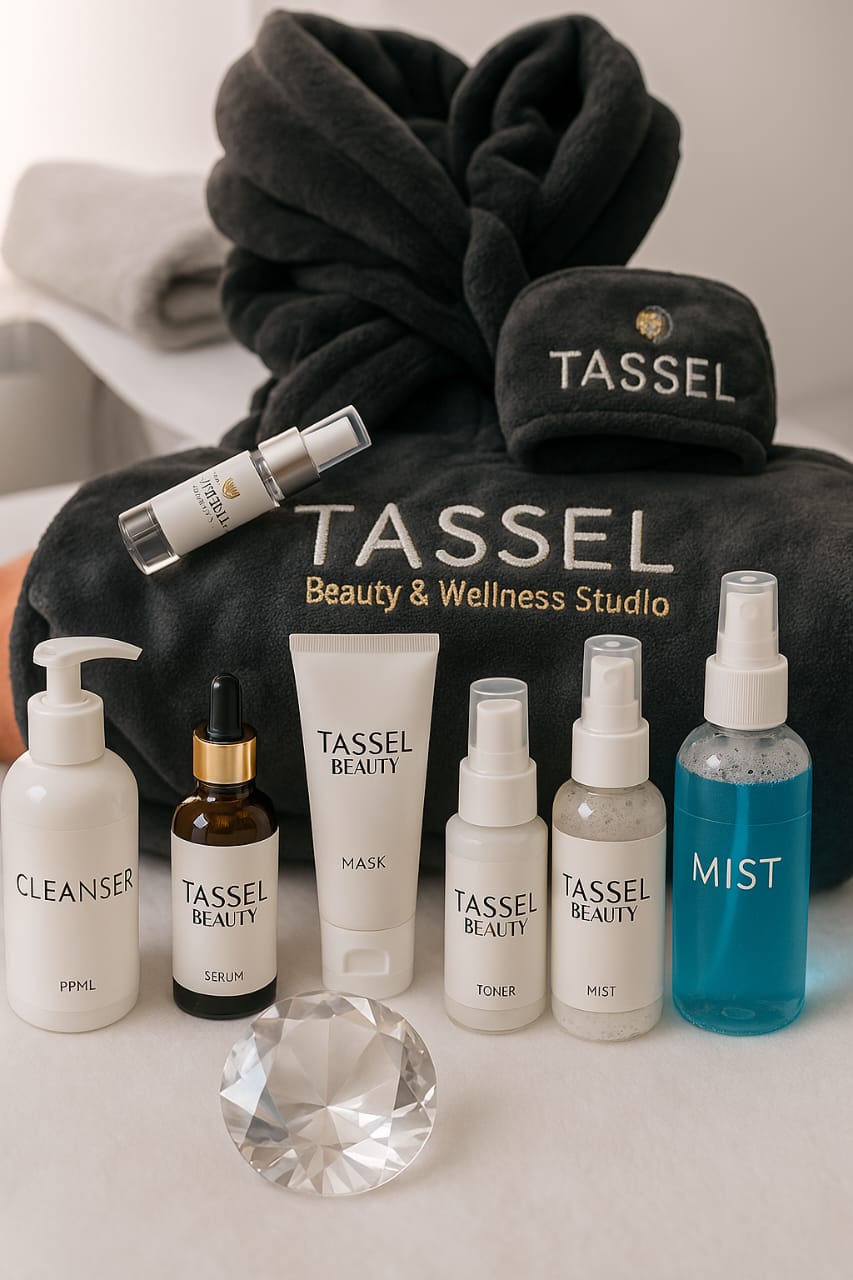 TASSEL
TASSEL
Beauty & Wellness Studlo
CLEANSER
PPML
TASSEL
BEAUTY
SERUM
TASSEL
BEAUTY
MASK
TASSEL
BEAUTY
TONER
TASSEL
BEAUTY
MIST
MIST